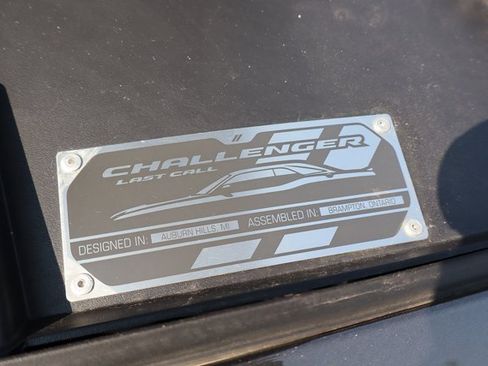 CHALLENGER
LAST CALL
DESIGNED IN: AUBURN HILLS, MI ASSEMBLED IN: BRAMPTON, ONTARIO